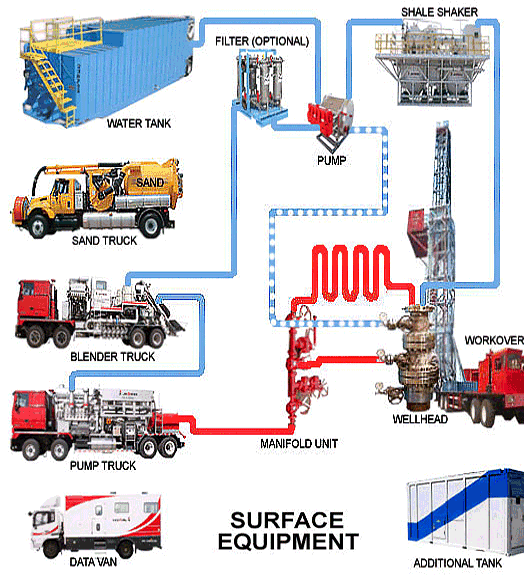 SHALE SHAKER
FILTER (OPTIONAL)
WATER TANK
PUMP
SAND
SAND TRUCK
BLENDER TRUCK
WORKOVER
WELLHEAD
MANIFOLD UNIT
PUMP TRUCK
SURFACE
EQUIPMENT
DATA VAN
ADDITIONAL TANK